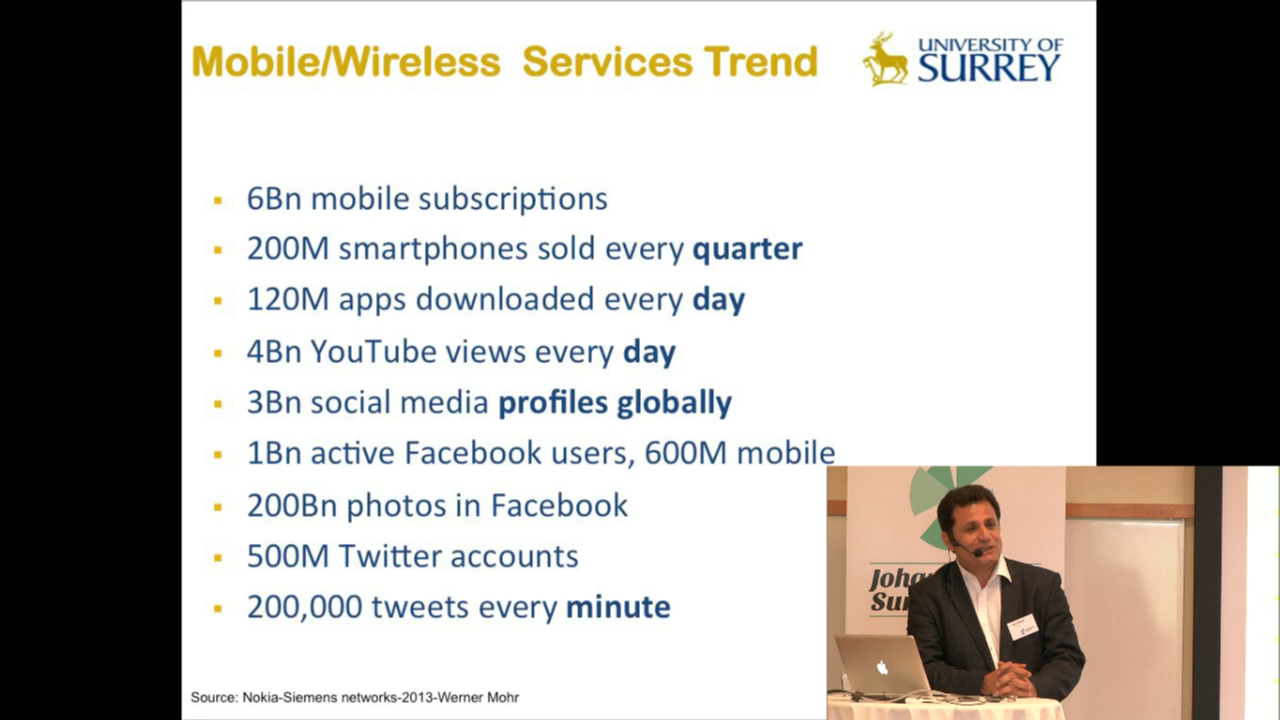 Mobile/Wireless Services Trend
UNIVERSITY OF
SURREY
6Bn mobile subscriptions
200M smartphones sold every quarter
120M apps downloaded every day
4Bn YouTube views every day
3Bn social media profiles globally
1Bn active Facebook users, 600M mobile
200Bn photos in Facebook
500M Twitter accounts
200,000 tweets every minute
Source: Nokia-Siemens networks-2013-Werner Mohr